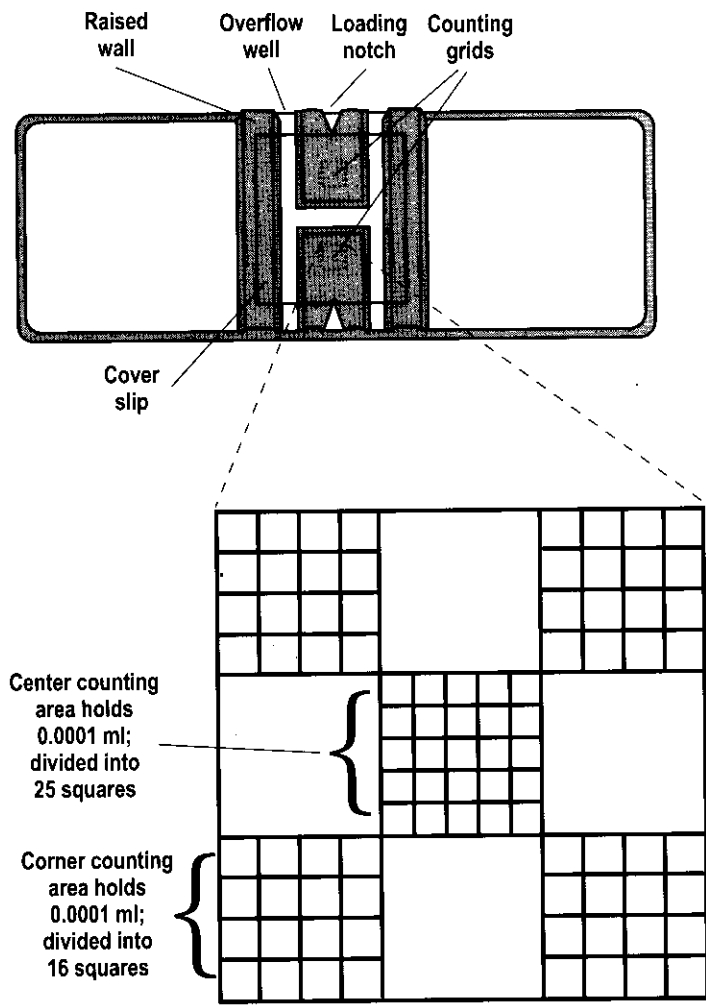 Raised
wall
Overflow
well
Loading
notch
Counting
grids
Cover
slip
Center counting
area holds
0.0001 ml;
divided into
25 squares
Corner counting
area holds
0.0001 ml;
divided into
16 squares